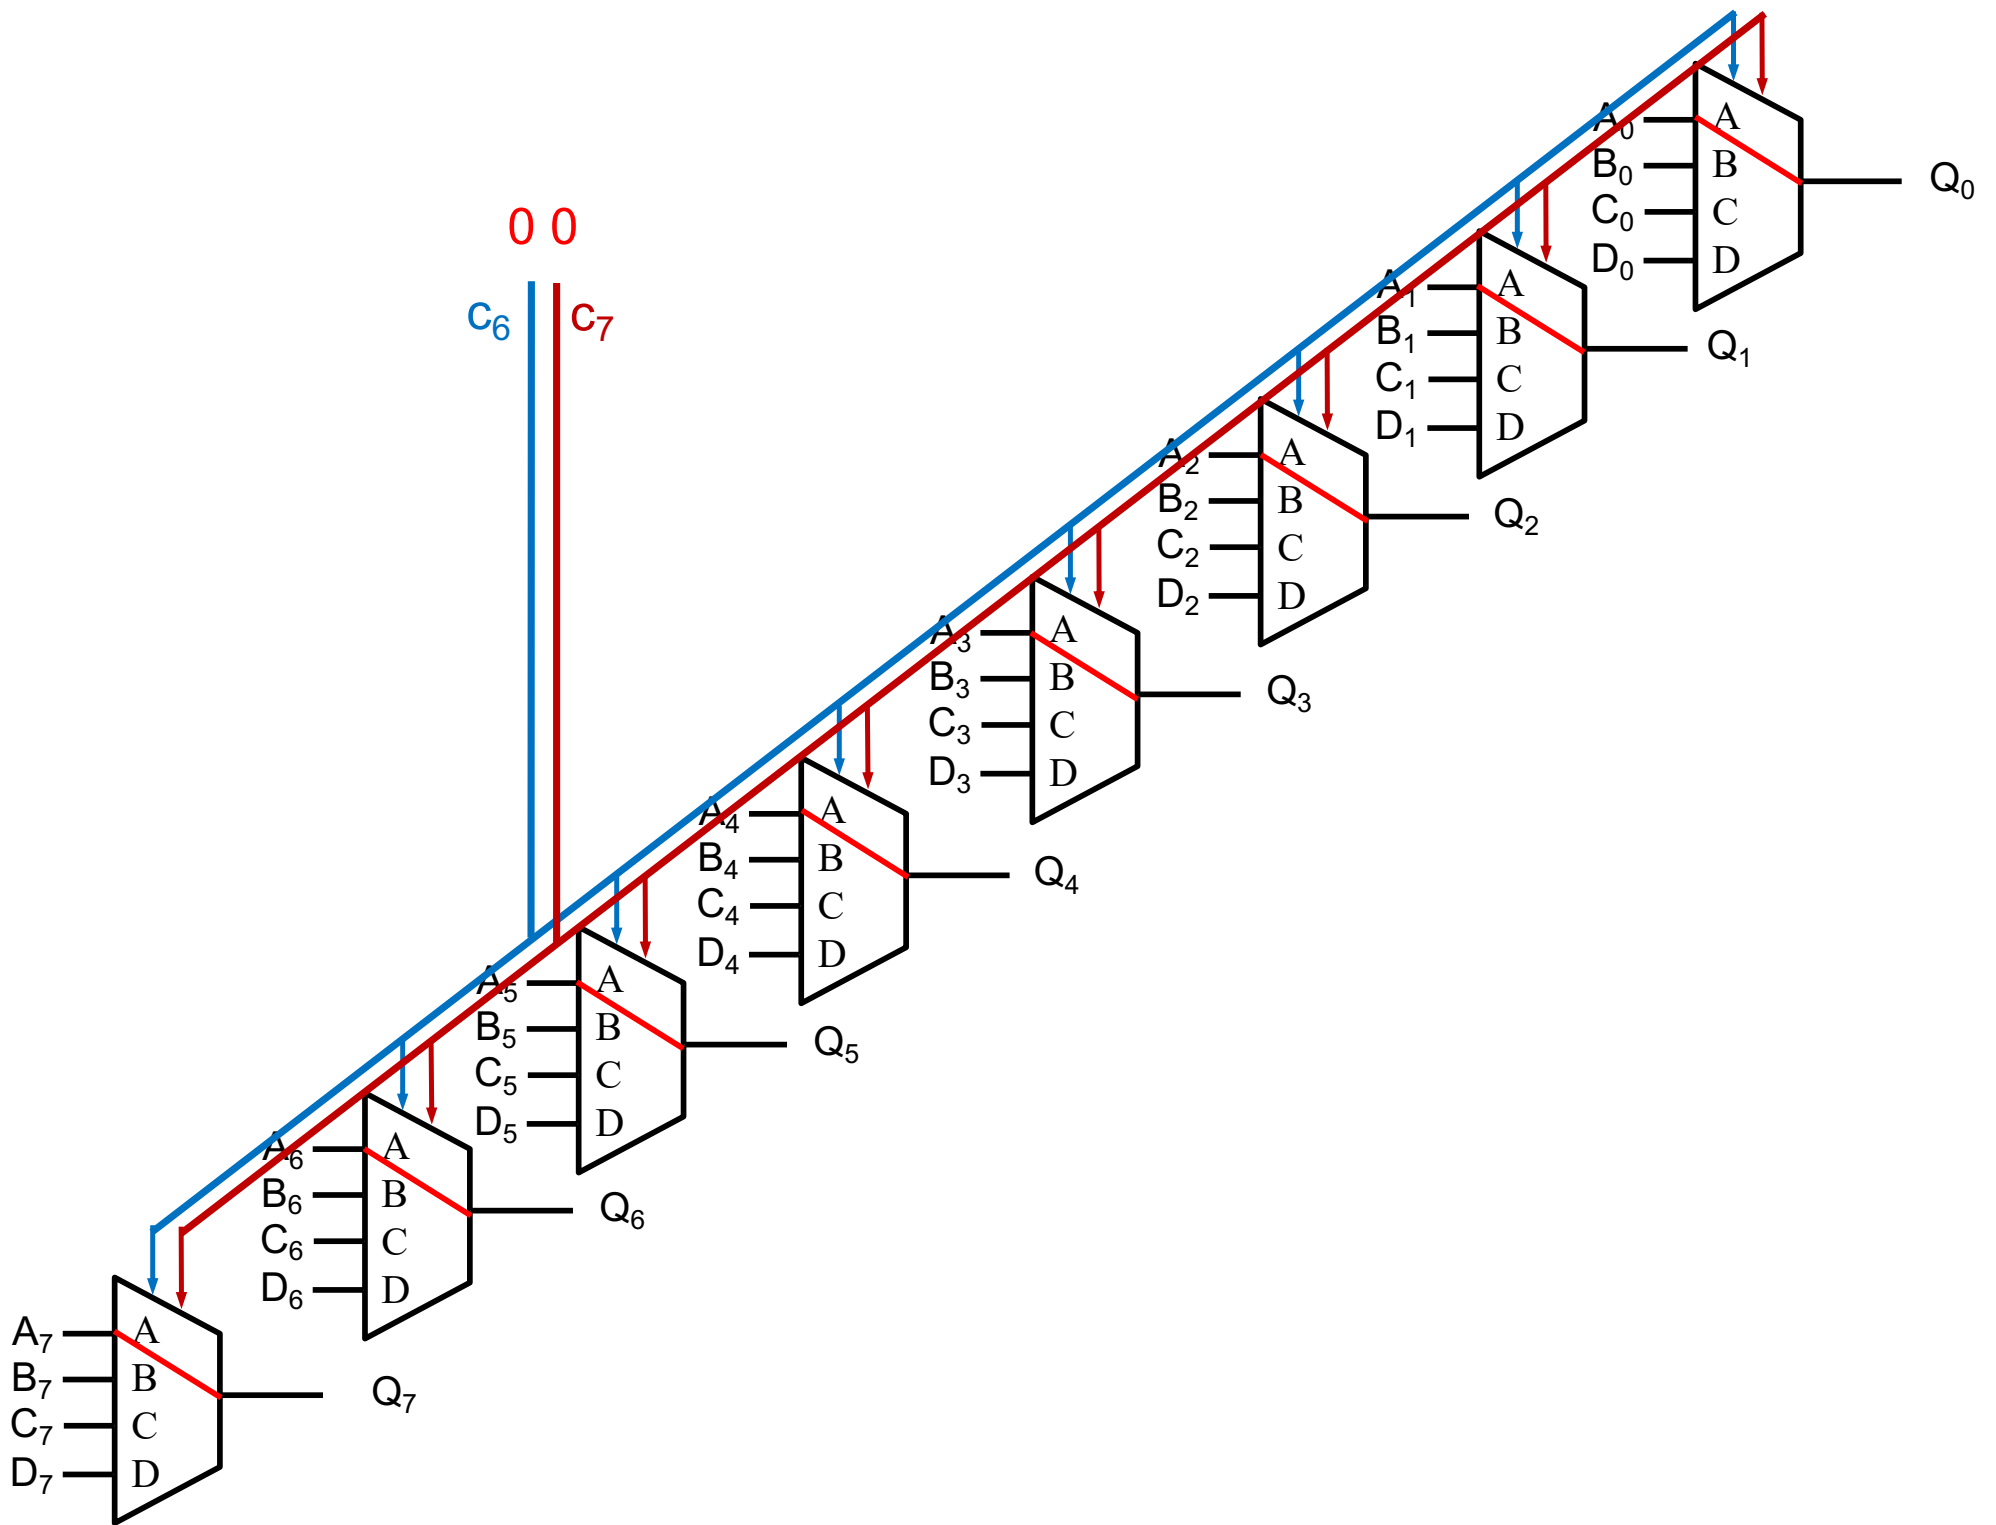 0 0
c₆ c₇
A₀ A
B₀ B
C₀ C
D₀ D
Q₀
A₁ A
B₁ B
C₁ C
D₁ D
Q₁
A₂ A
B₂ B
C₂ C
D₂ D
Q₂
A₃ A
B₃ B
C₃ C
D₃ D
Q₃
A₄ A
B₄ B
C₄ C
D₄ D
Q₄
A₅ A
B₅ B
C₅ C
D₅ D
Q₅
A₆ A
B₆ B
C₆ C
D₆ D
Q₆
A₇ A
B₇ B
C₇ C
D₇ D
Q₇